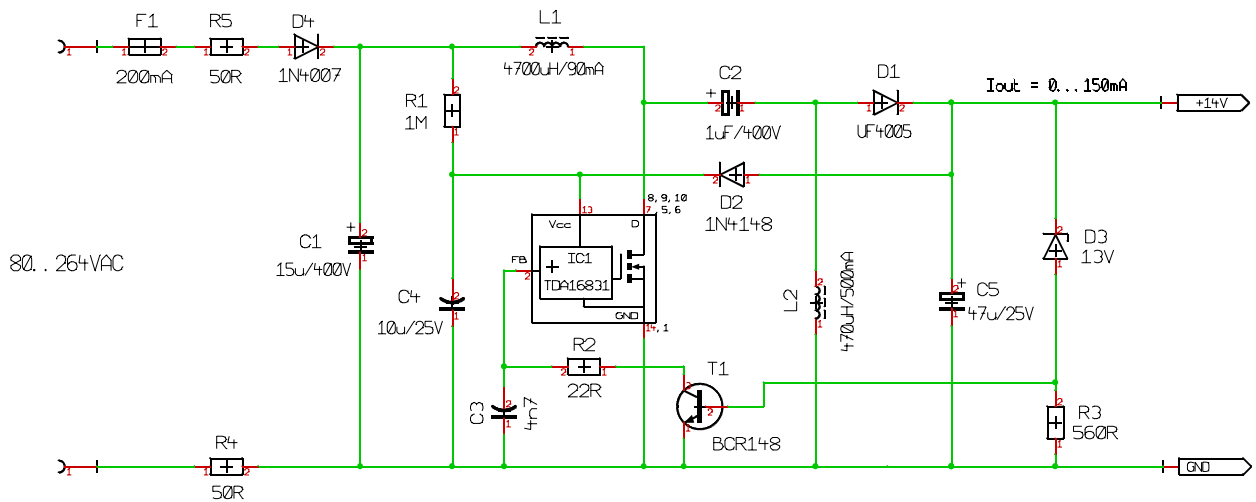 F1
200mA
R5
50R
D4
1N4007
L1
4700uH/90mA
R1
1M
C2
1uF/400V
D1
UF4005
Iout = 0...150mA
+14V
D2
1N4148
8, 9, 10
5, 6
7
13
Vcc
D
IC1
TDA16831
FB
2
GND
14, 1
80.. 264VAC
C1
15u/400V
C4
10u/25V
L2
470uH/500mA
C5
47u/25V
D3
13V
R2
22R
C3
4n7
T1
BCR148
R3
560R
R4
50R
GND